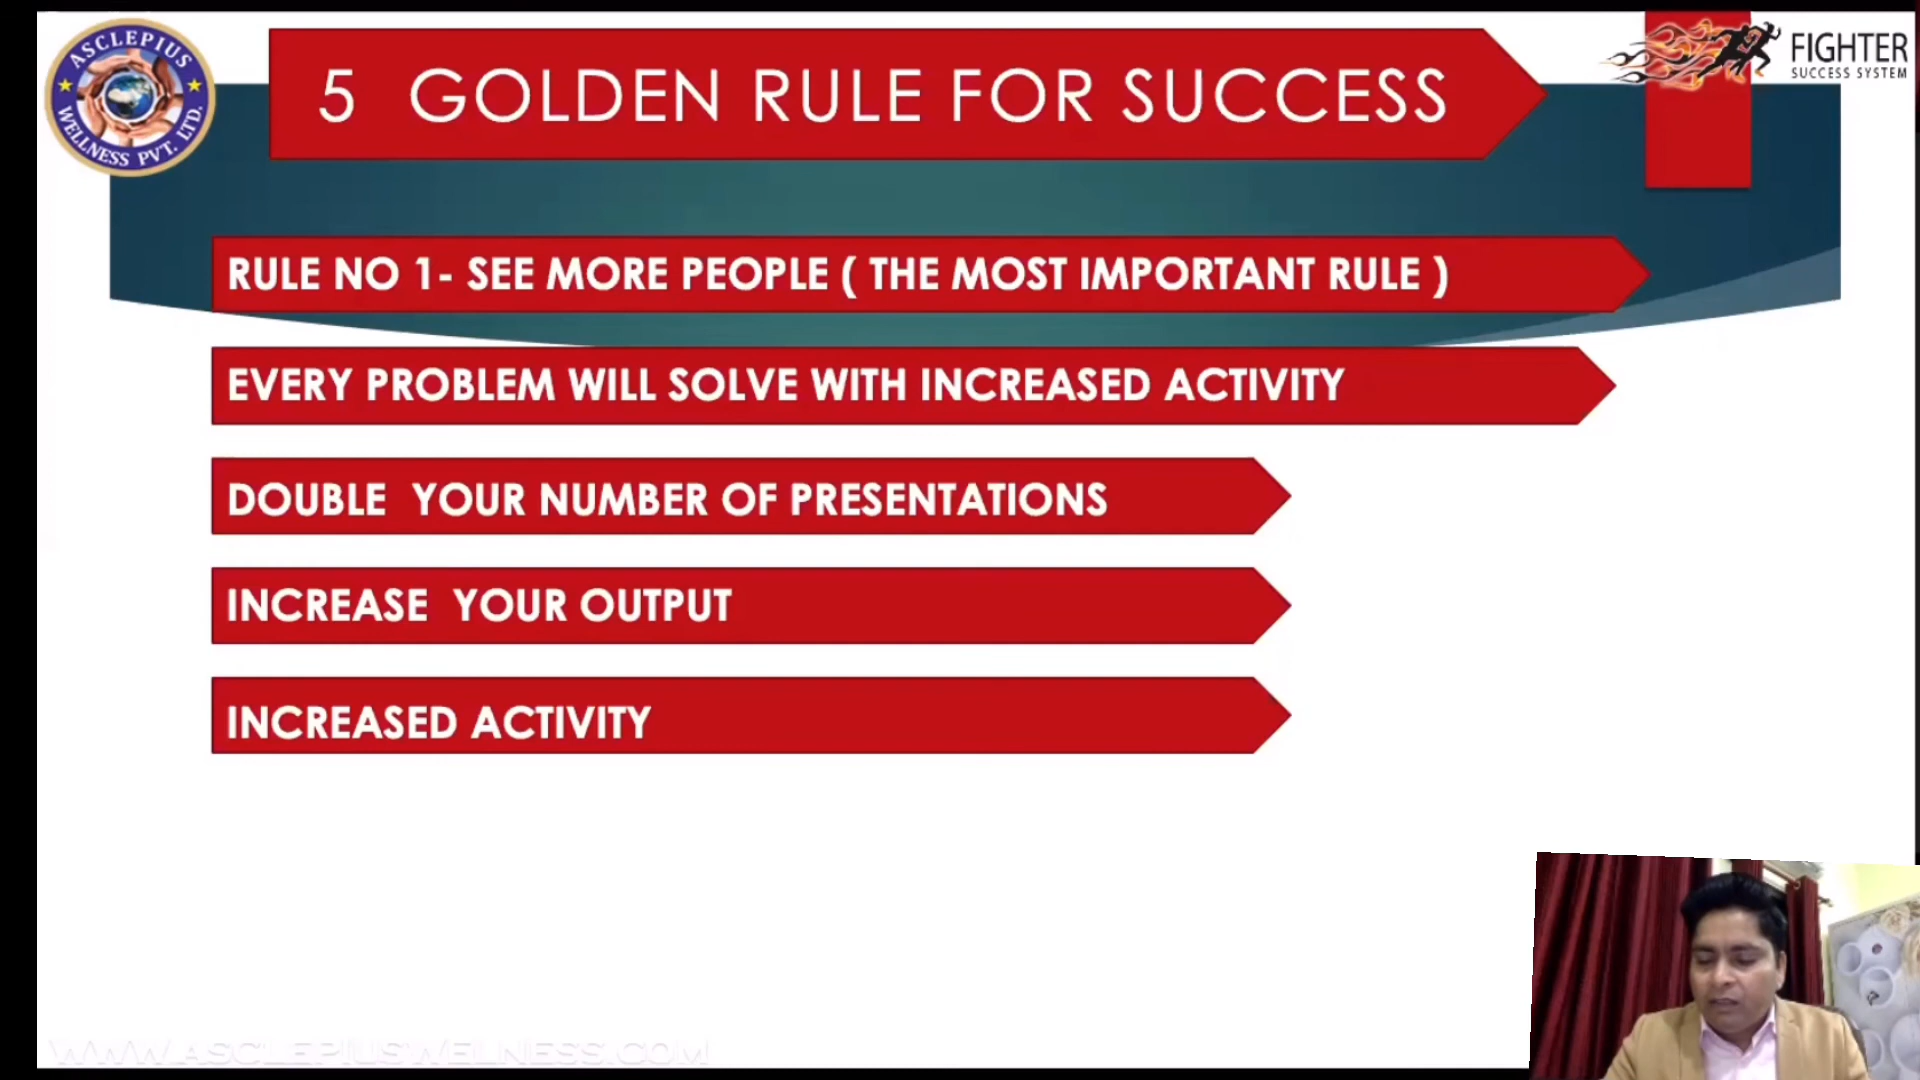 ASCLEPIUS
WELLNESS PVT. LTD.
5 GOLDEN RULE FOR SUCCESS
FIGHTER
SUCCESS SYSTEM
RULE NO 1- SEE MORE PEOPLE ( THE MOST IMPORTANT RULE )
EVERY PROBLEM WILL SOLVE WITH INCREASED ACTIVITY
DOUBLE YOUR NUMBER OF PRESENTATIONS
INCREASE YOUR OUTPUT
INCREASED ACTIVITY
WWW.ASCLEPIUSWELNESS.COM